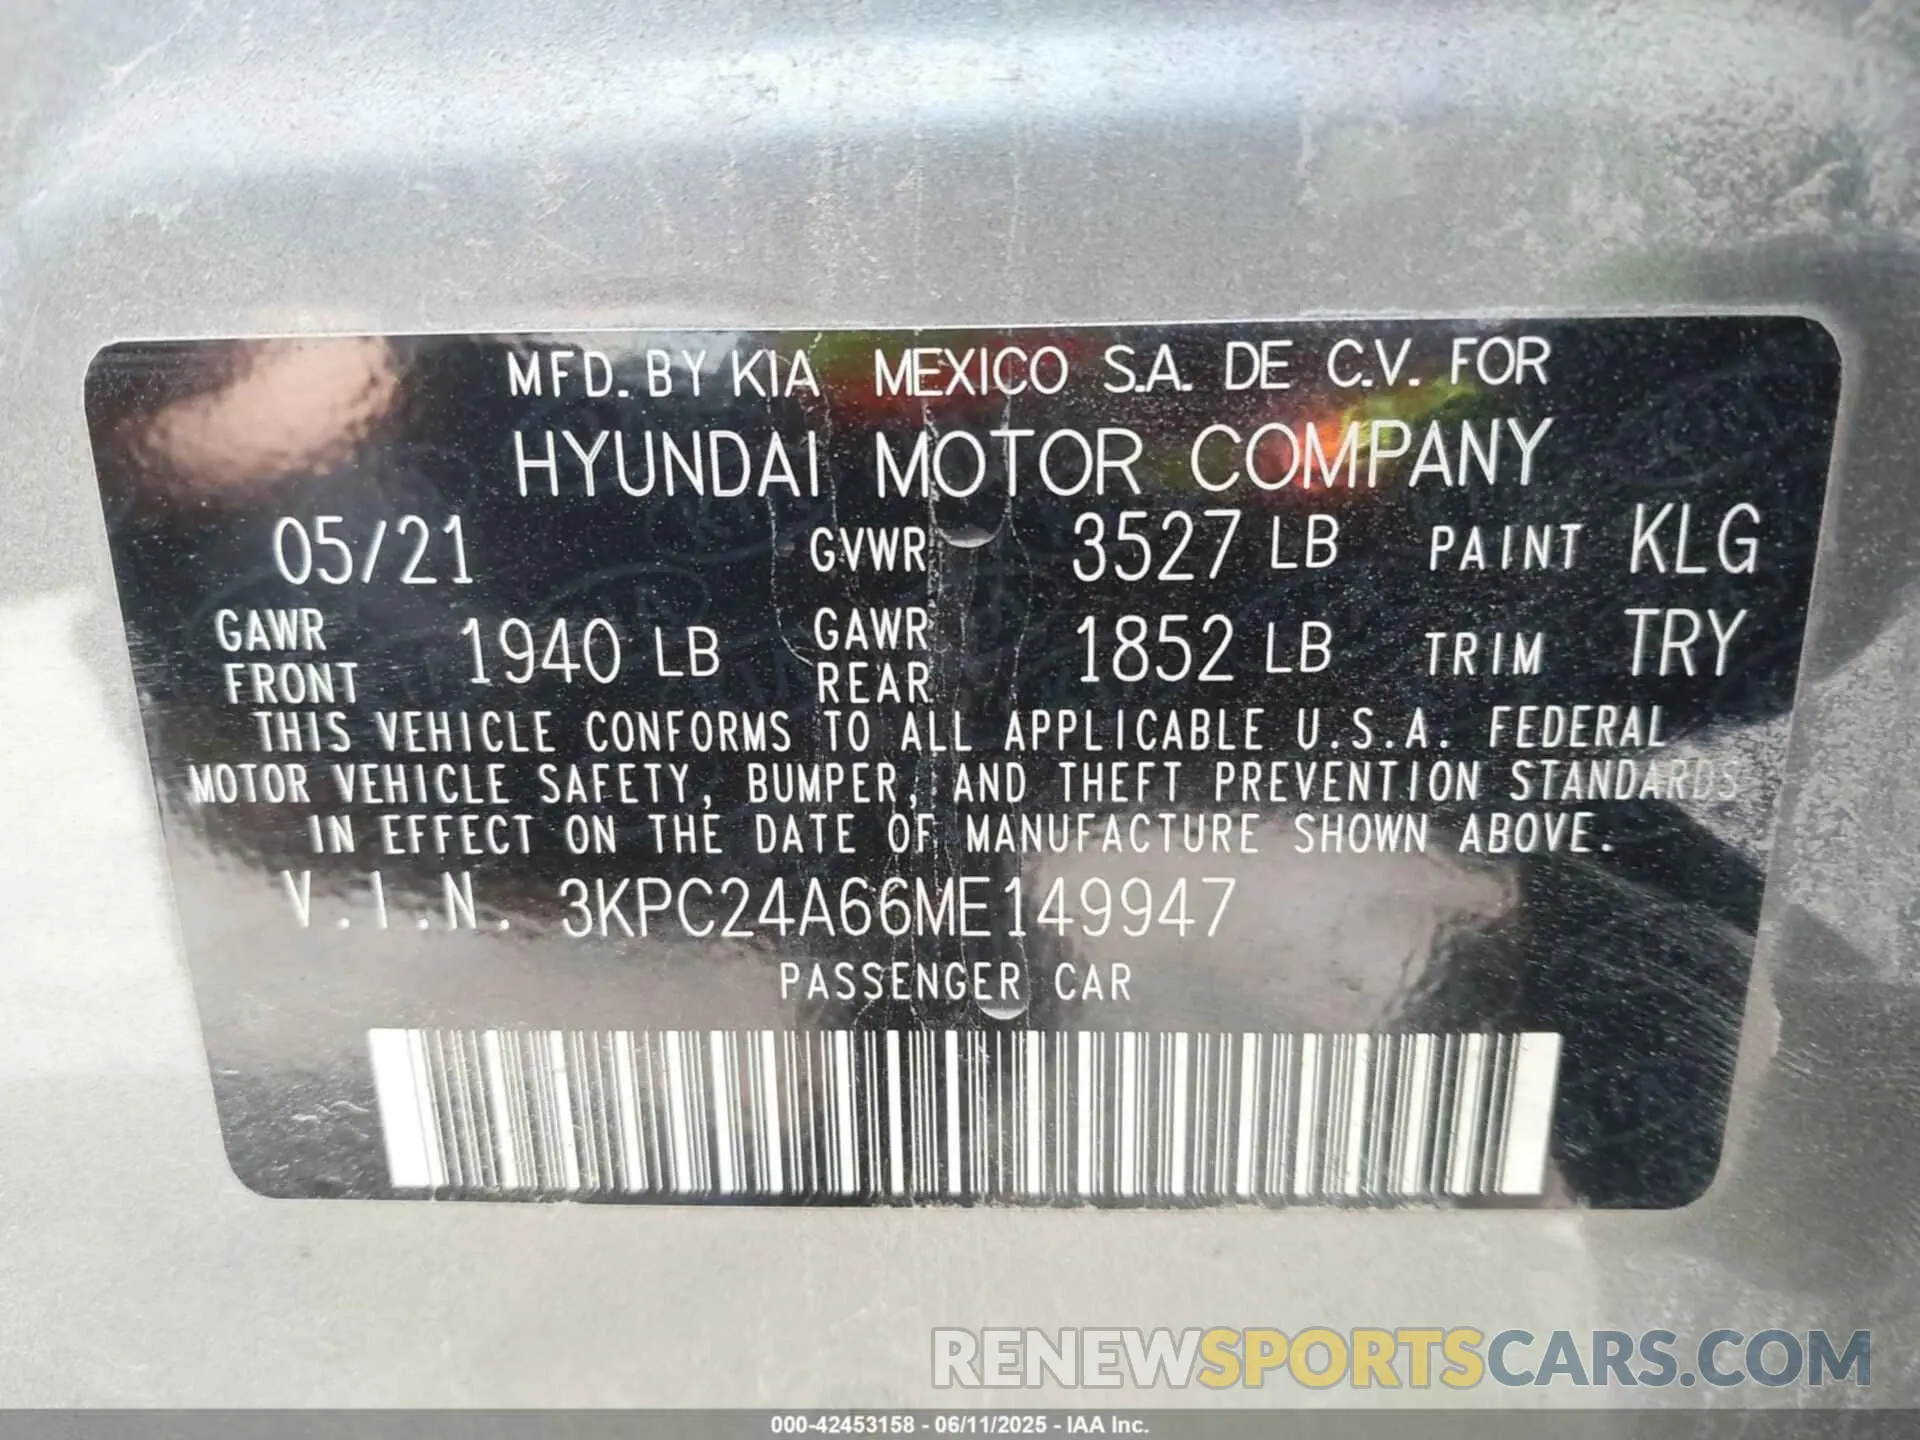 MFD. BY KIA MEXICO S.A. DE C.V. FOR
HYUNDAI MOTOR COMPANY
05/21 GVWR 3527 LB PAINT KLG
GAWR FRONT 1940 LB GAWR REAR 1852 LB TRIM TRY
THIS VEHICLE CONFORMS TO ALL APPLICABLE U.S.A. FEDERAL
MOTOR VEHICLE SAFETY, BUMPER, AND THEFT PREVENTION STANDARDS
IN EFFECT ON THE DATE OF MANUFACTURE SHOWN ABOVE.
V.I.N. 3KPC24A66ME149947
PASSENGER CAR
RENEWSPORTSCARS.COM
000-42453158 - 06/11/2025 - IAA Inc.